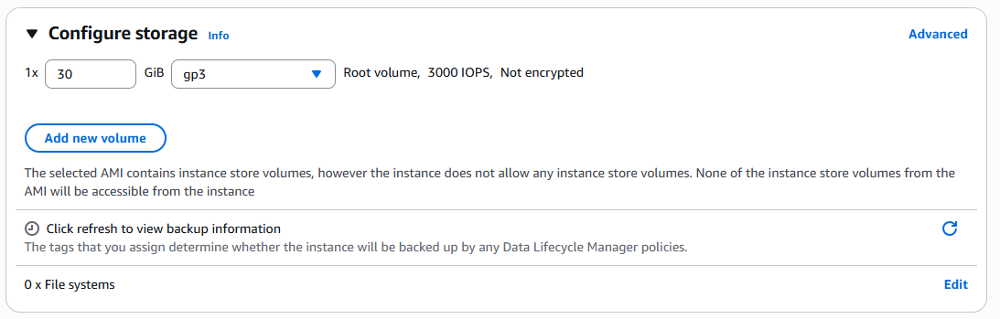 Configure storage Info Advanced
1x 30 GiB gp3 Root volume, 3000 IOPS, Not encrypted
Add new volume
The selected AMI contains instance store volumes, however the instance does not allow any instance store volumes. None of the instance store volumes from the
AMI will be accessible from the instance
Click refresh to view backup information
The tags that you assign determine whether the instance will be backed up by any Data Lifecycle Manager policies.
0 x File systems Edit